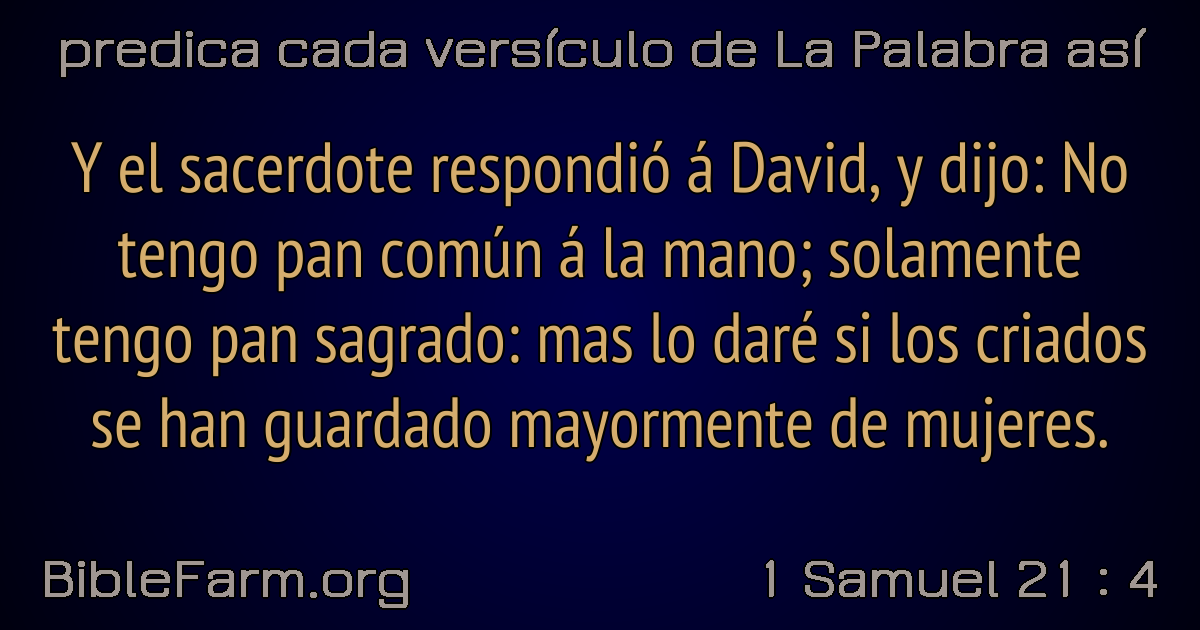 predica cada versículo de La Palabra así
Y el sacerdote respondió á David, y dijo: No
tengo pan común á la mano; solamente
tengo pan sagrado: mas lo daré si los criados
se han guardado mayormente de mujeres.
BibleFarm.org
1 Samuel 21 : 4